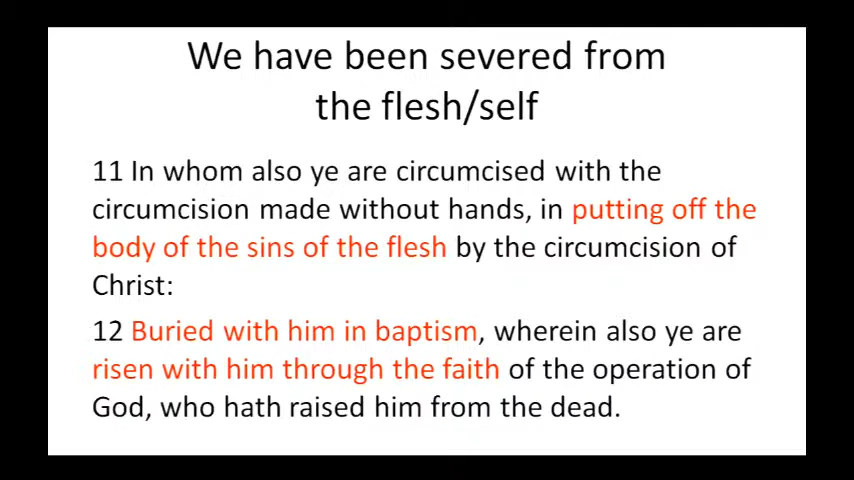 We have been severed from
the flesh/self
11 In whom also ye are circumcised with the
circumcision made without hands, in putting off the
body of the sins of the flesh by the circumcision of
Christ:
12 Buried with him in baptism, wherein also ye are
risen with him through the faith of the operation of
God, who hath raised him from the dead.